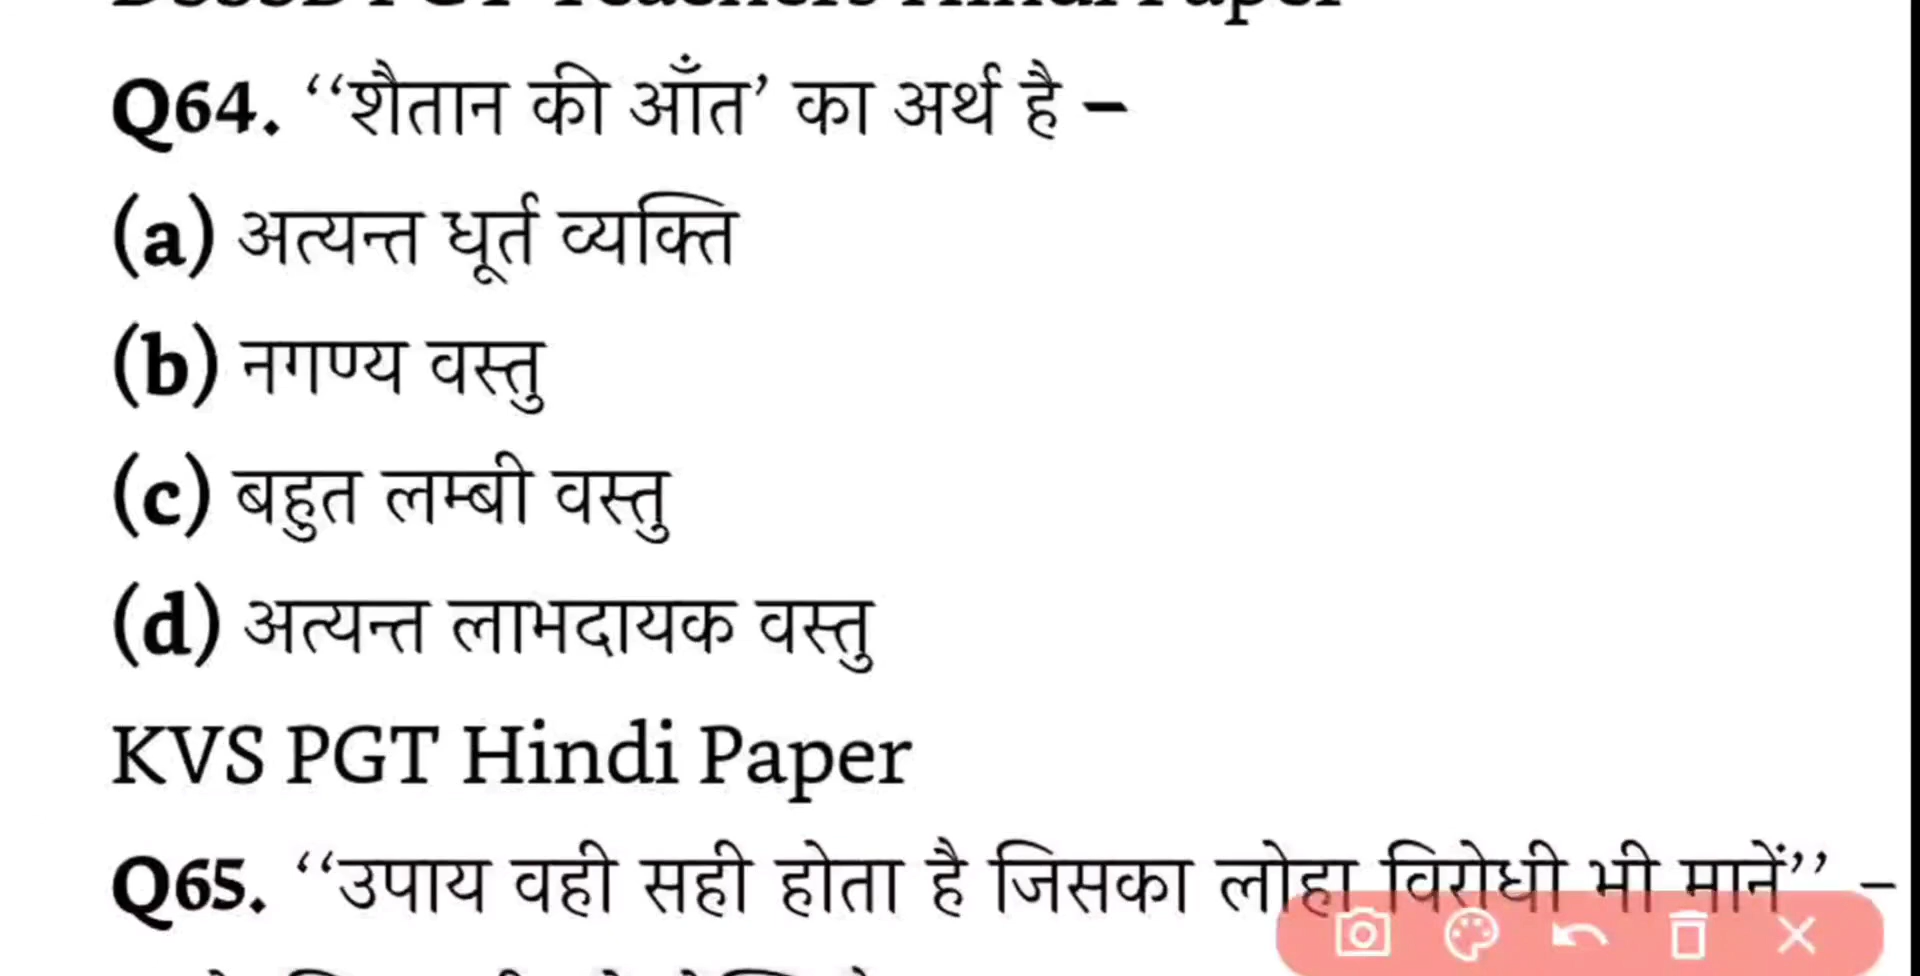 Q64. ‘‘शैतान की आँत’ का अर्थ है –
(a) अत्यन्त धूर्त व्यक्ति
(b) नगण्य वस्तु
(c) बहुत लम्बी वस्तु
(d) अत्यन्त लाभदायक वस्तु
KVS PGT Hindi Paper
Q65. ‘‘उपाय वही सही होता है जिसका लोहा विरोधी भी मानें’’ –